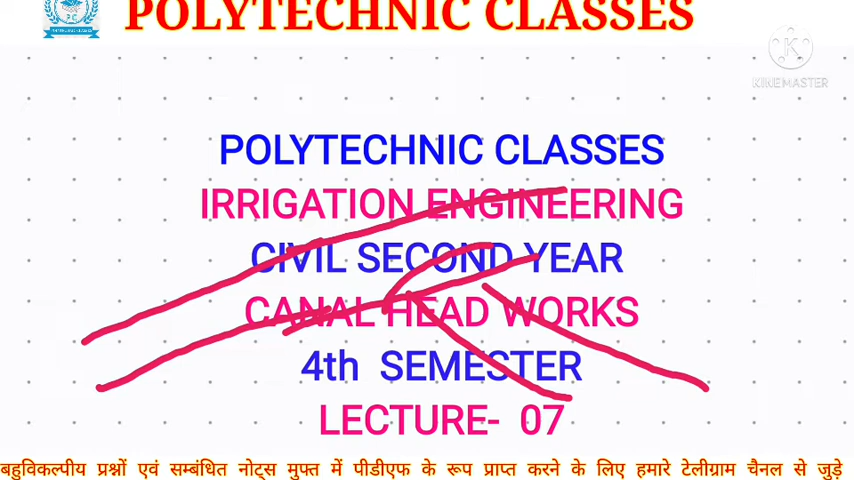 POLYTECHNIC CLASSES
KINEMASTER
POLYTECHNIC CLASSES
IRRIGATION ENGINEERING
CIVIL SECOND YEAR
CANAL HEAD WORKS
4th SEMESTER
LECTURE- 07
बहुविकल्पीय प्रश्नों एवं सम्बंधित नोट्स मुफ्त में पीडीएफ के रूप प्राप्त करने के लिए हमारे टेलीग्राम चैनल से जुड़े